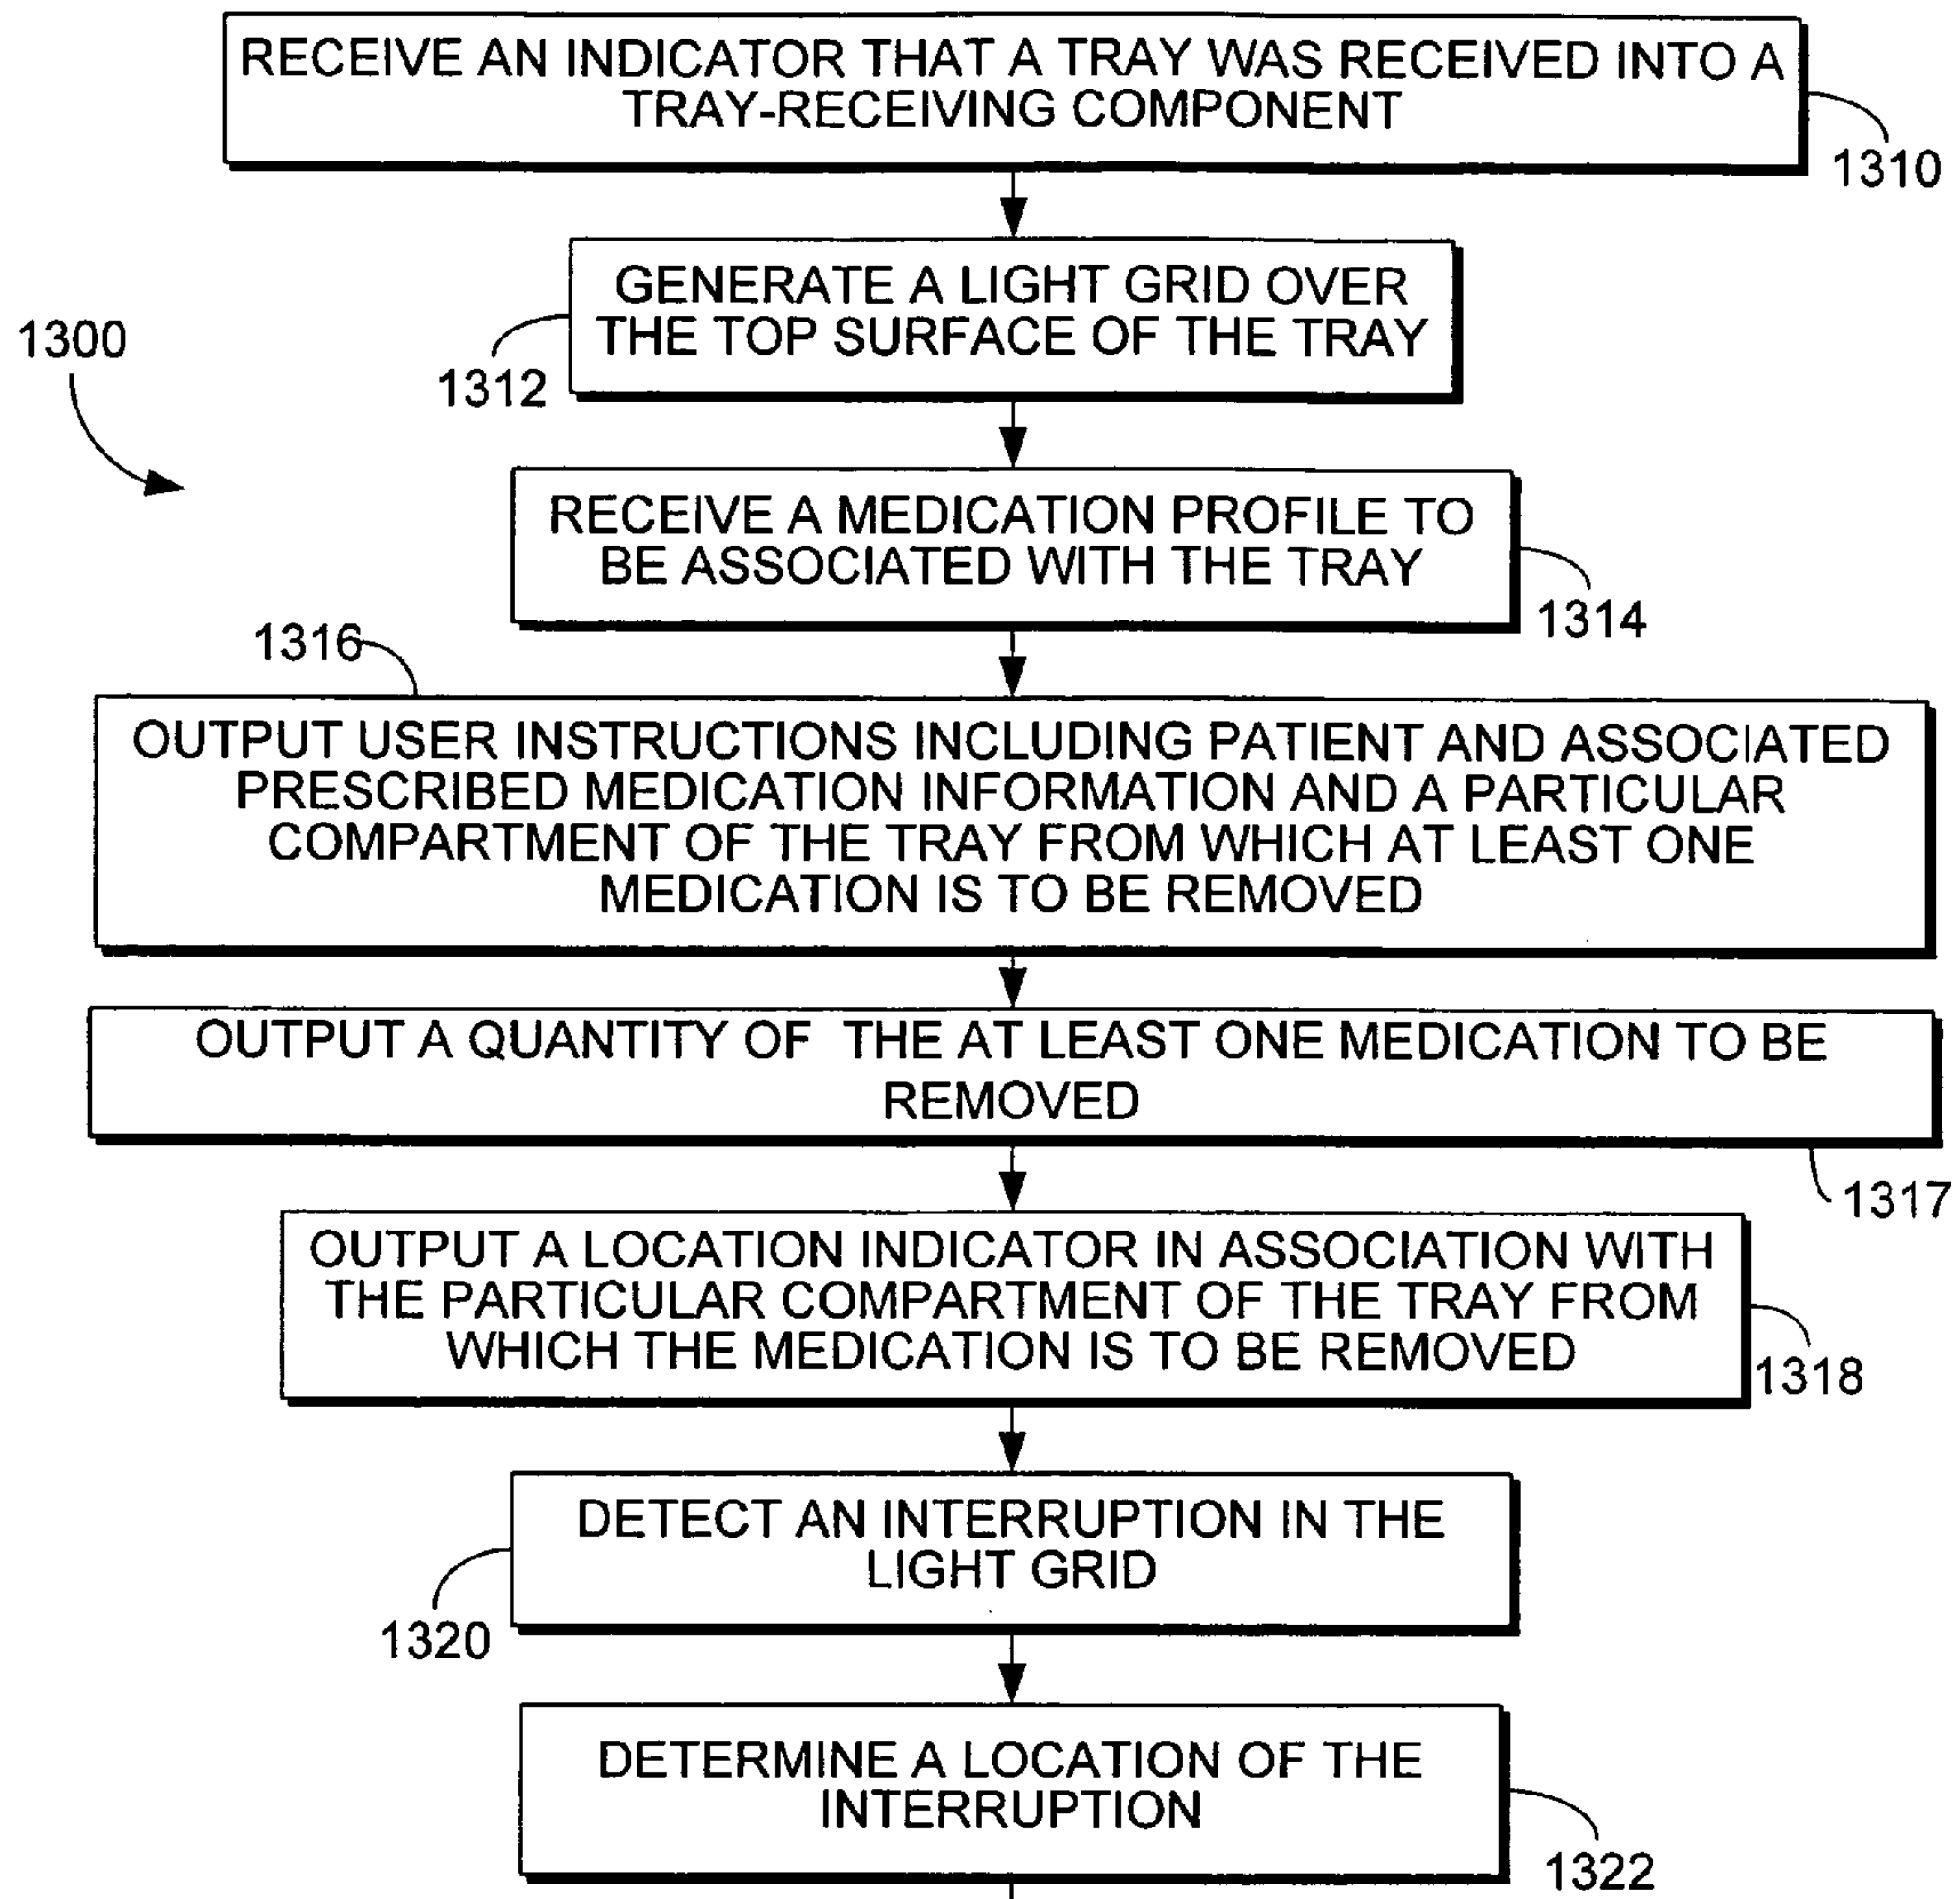 RECEIVE AN INDICATOR THAT A TRAY WAS RECEIVED INTO A
TRAY-RECEIVING COMPONENT
1310
GENERATE A LIGHT GRID OVER
THE TOP SURFACE OF THE TRAY
1300
1312
RECEIVE A MEDICATION PROFILE TO
BE ASSOCIATED WITH THE TRAY
1314
1316
OUTPUT USER INSTRUCTIONS INCLUDING PATIENT AND ASSOCIATED
PRESCRIBED MEDICATION INFORMATION AND A PARTICULAR
COMPARTMENT OF THE TRAY FROM WHICH AT LEAST ONE
MEDICATION IS TO BE REMOVED
OUTPUT A QUANTITY OF THE AT LEAST ONE MEDICATION TO BE
REMOVED
1317
OUTPUT A LOCATION INDICATOR IN ASSOCIATION WITH
THE PARTICULAR COMPARTMENT OF THE TRAY FROM
WHICH THE MEDICATION IS TO BE REMOVED
1318
DETECT AN INTERRUPTION IN THE
LIGHT GRID
1320
DETERMINE A LOCATION OF THE
INTERRUPTION
1322